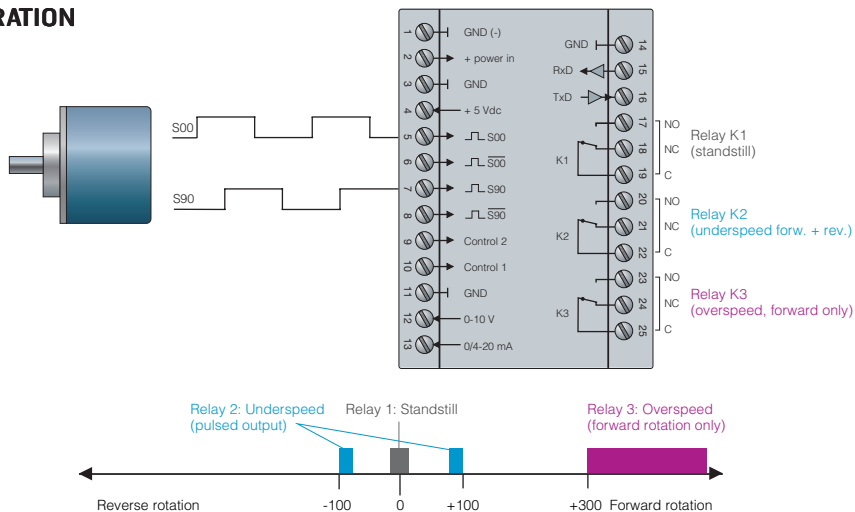 RATION
S00
S90
1 GND (-)
2 + power in
3 GND
4 + 5 Vdc
5 S00
6 S00
7 S90
8 S90
9 Control 2
10 Control 1
11 GND
12 0-10 V
13 0/4-20 mA
GND 14
RxD 15
TxD 16
17 NO
K1 18 NC
19 C
Relay K1
(standstill)
20 NO
K2 21 NC
22 C
Relay K2
(underspeed forw. + rev.)
23 NO
K3 24 NC
25 C
Relay K3
(overspeed, forward only)
Relay 2: Underspeed
(pulsed output)
Relay 1: Standstill
Relay 3: Overspeed
(forward rotation only)
Reverse rotation
-100
0
+100
+300
Forward rotation